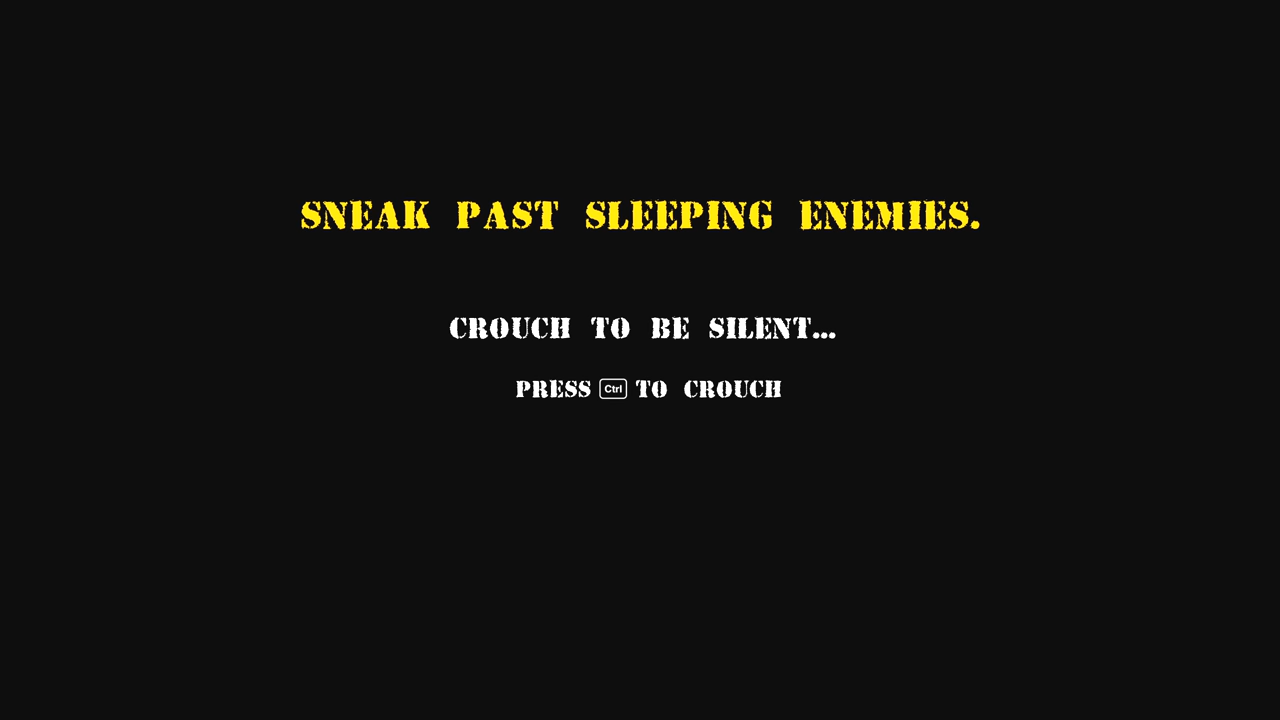 SNEAK PAST SLEEPING ENEMIES.
CROUCH TO BE SILENT...
PRESS Ctrl TO CROUCH